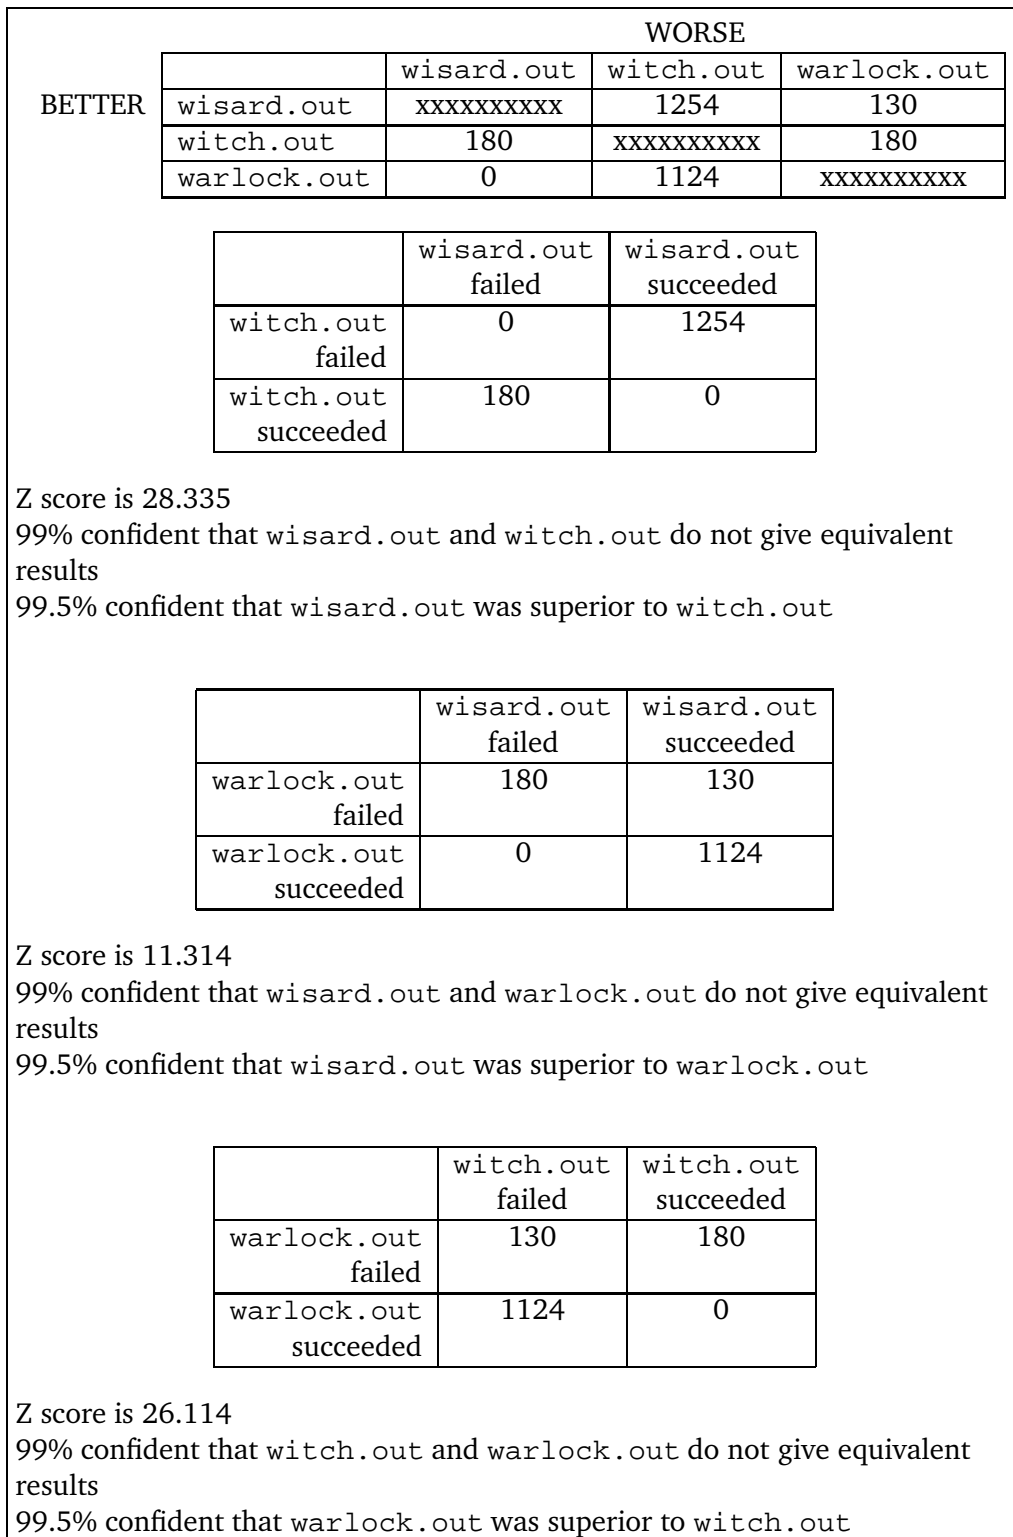 WORSE
wisard.out witch.out warlock.out
BETTER wisard.out xxxxxxxxxx 1254 130
witch.out 180 xxxxxxxxxx 180
warlock.out 0 1124 xxxxxxxxxx
wisard.out wisard.out
failed succeeded
witch.out 0 1254
failed
witch.out 180 0
succeeded
Z score is 28.335
99% confident that wisard.out and witch.out do not give equivalent
results
99.5% confident that wisard.out was superior to witch.out
wisard.out wisard.out
failed succeeded
warlock.out 180 130
failed
warlock.out 0 1124
succeeded
Z score is 11.314
99% confident that wisard.out and warlock.out do not give equivalent
results
99.5% confident that wisard.out was superior to warlock.out
witch.out witch.out
failed succeeded
warlock.out 130 180
failed
warlock.out 1124 0
succeeded
Z score is 26.114
99% confident that witch.out and warlock.out do not give equivalent
results
99.5% confident that warlock.out was superior to witch.out